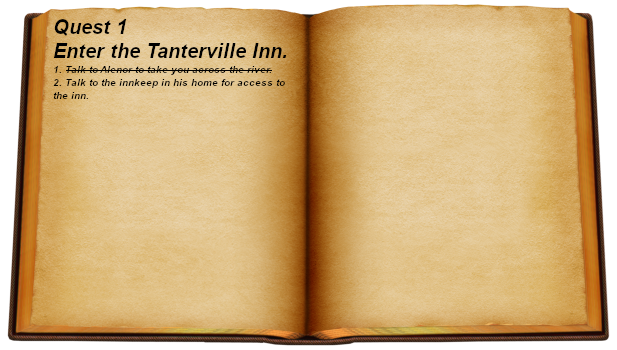 Quest 1
Enter the Tanterville Inn.
1. Talk to Alenor to take you across the river.
2. Talk to the innkeep in his home for access to
the inn.